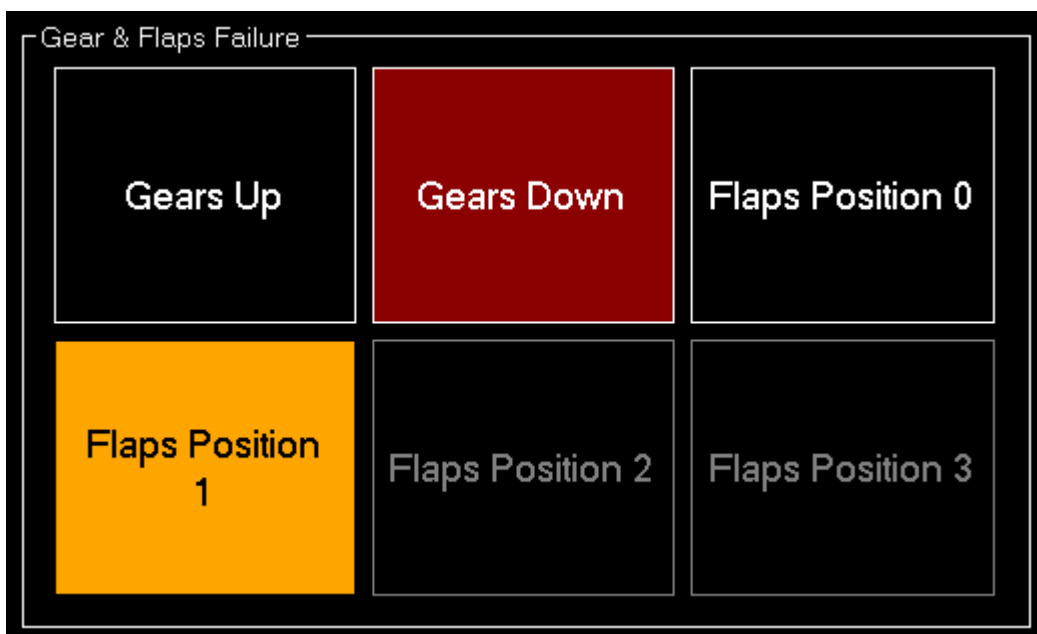 Gear & Flaps Failure
Gears Up
Gears Down
Flaps Position 0
Flaps Position
1
Flaps Position 2
Flaps Position 3